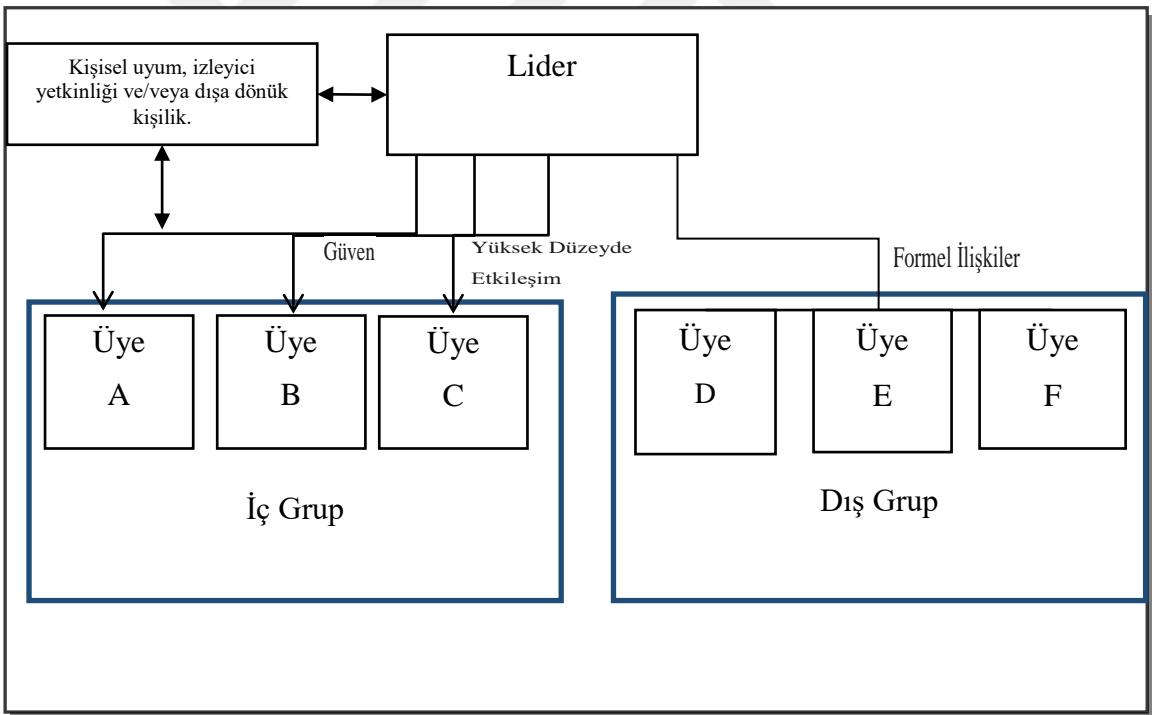 Kişisel uyum, izleyici
yetkinliği ve/veya dışa dönük
kişilik.
Lider
Güven
Yüksek Düzeyde
Etkileşim
Formel İlişkiler
Üye
A
Üye
B
Üye
C
İç Grup
Üye
D
Üye
E
Üye
F
Dış Grup